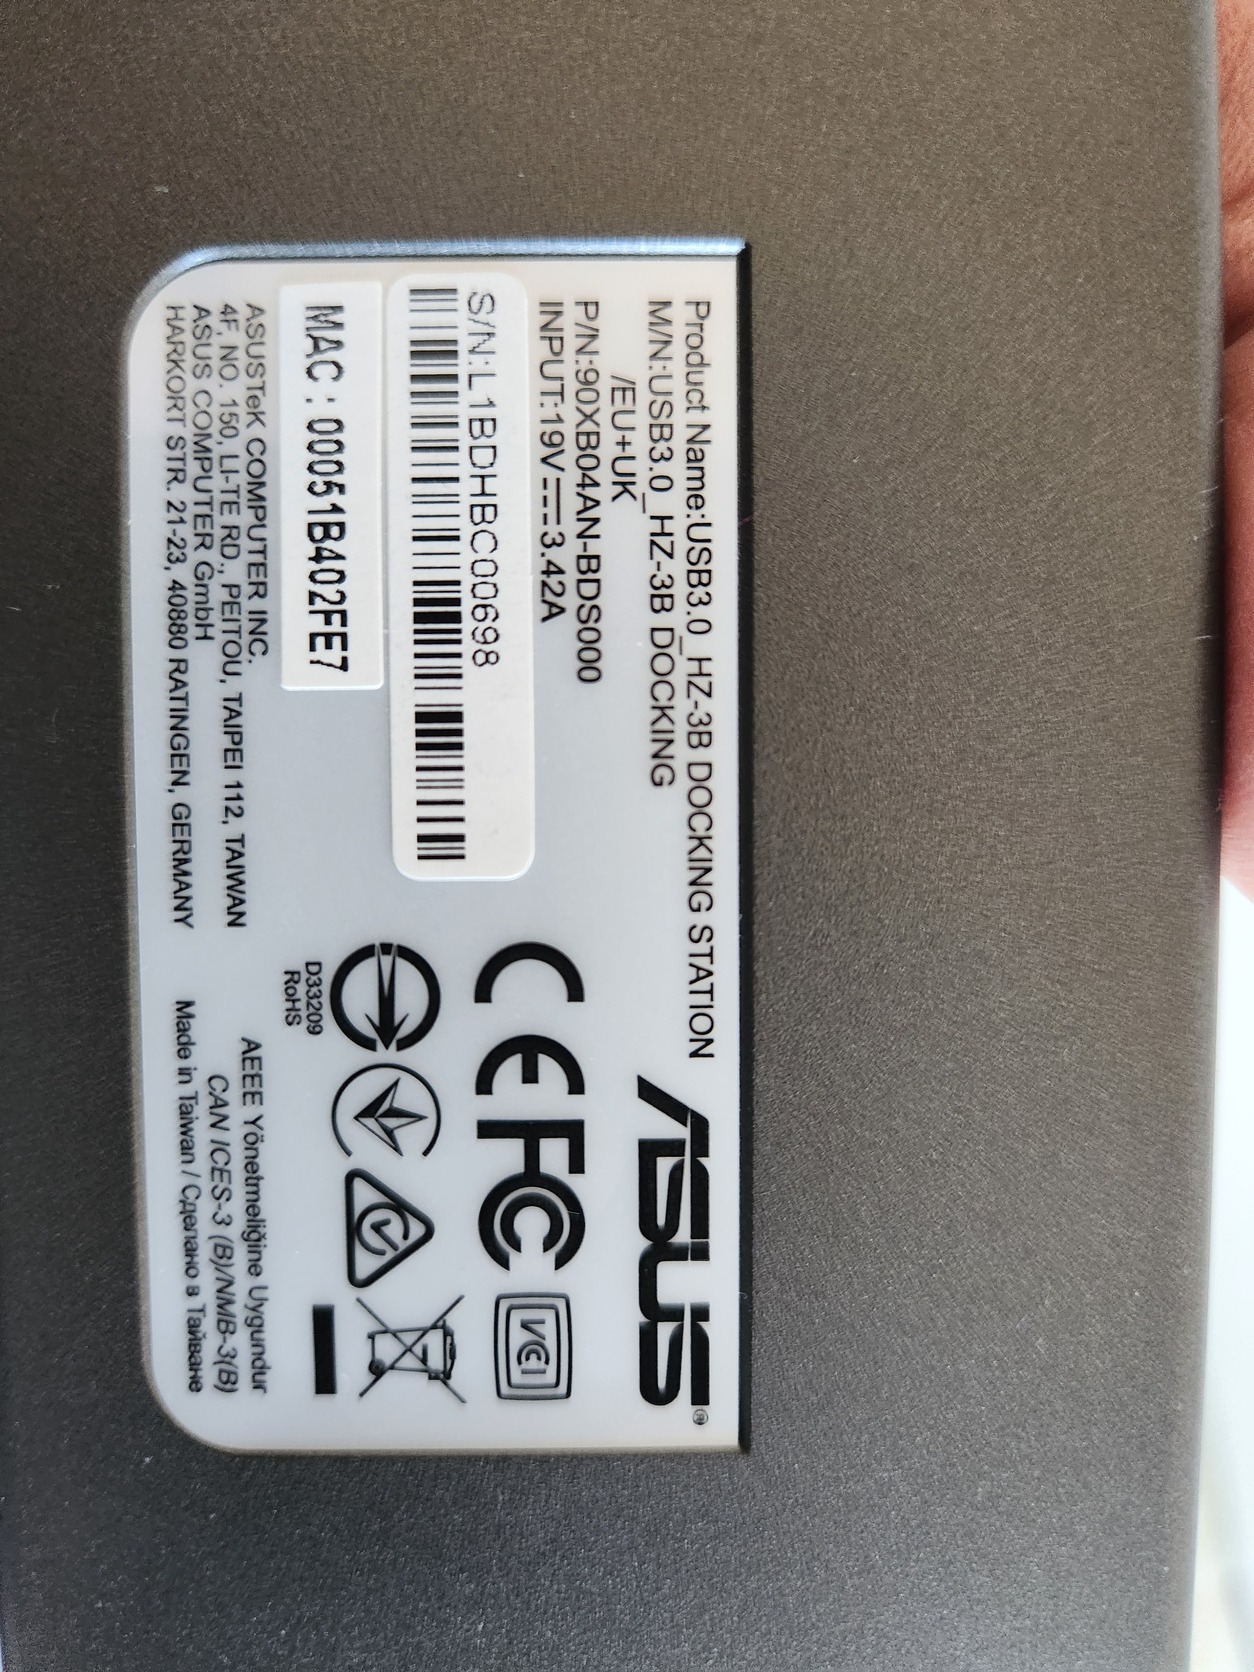 Product Name:USB3.0_HZ-3B DOCKING STATION
M/N:USB3.0_HZ-3B DOCKING
/EU+UK
P/N:90XB04AN-BDS000
INPUT:19V⎓3.42A
S/N:L1BDHBC00698
MAC : 00051B402FE7
ASUSTeK COMPUTER INC.
4F, NO. 150, LI-TE RD., PEITOU, TAIPEI 112, TAIWAN
ASUS COMPUTER GmbH
HARKORT STR. 21-23, 40880 RATINGEN, GERMANY
ASUS®
CE FC VCI
D33209
RoHS
AEEE Yönetmeliğine Uygundur
CAN ICES-3 (B)/NMB-3(B)
Made in Taiwan / Сделано в Тайване